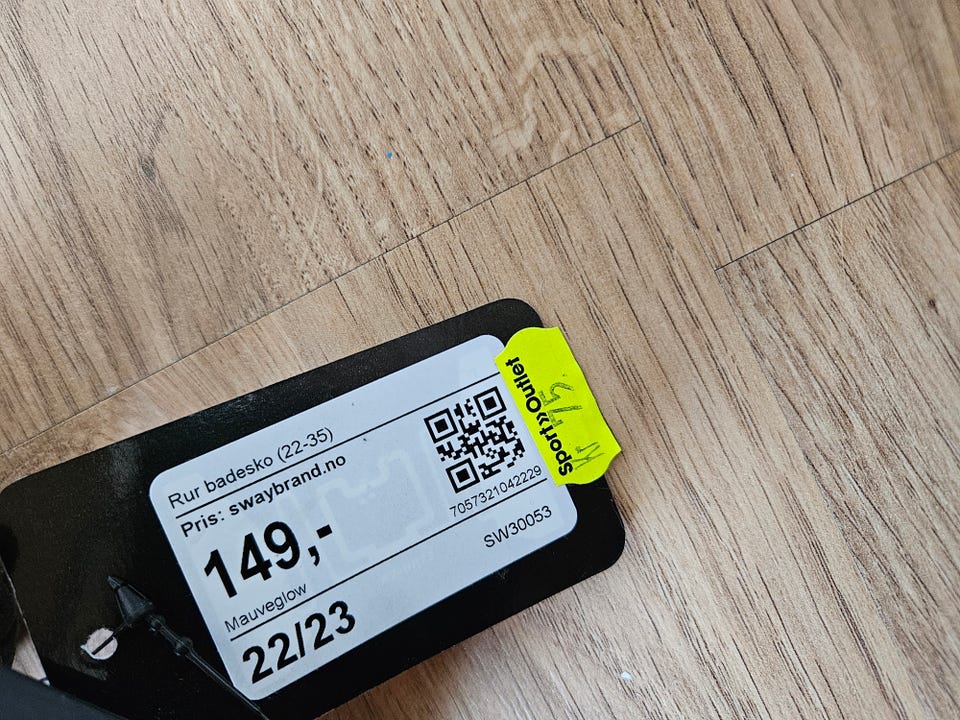 Rur badesko (22-35)
Pris: swaybrand.no
149,-
Mauveglow
22/23
7057321042229
SW30053
Sport»Outlet